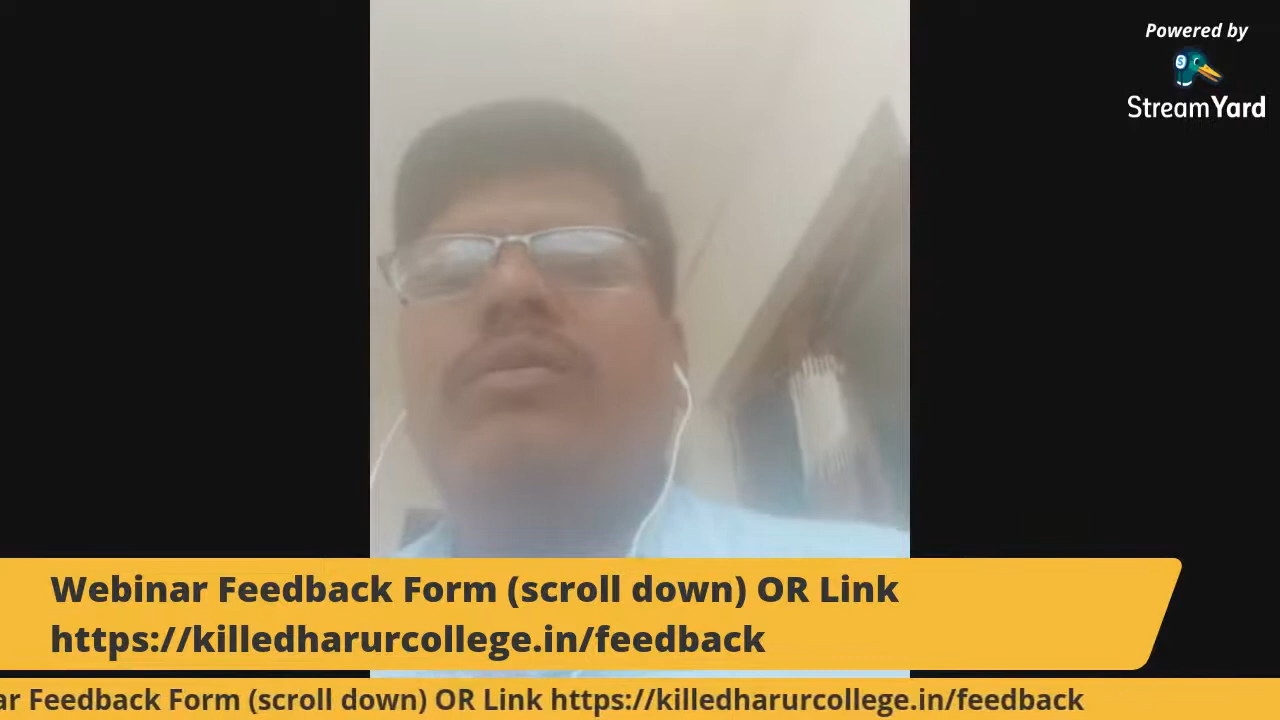 Powered by
StreamYard
Webinar Feedback Form (scroll down) OR Link
https://killedharurcollege.in/feedback
ar Feedback Form (scroll down) OR Link https://killedharurcollege.in/feedback